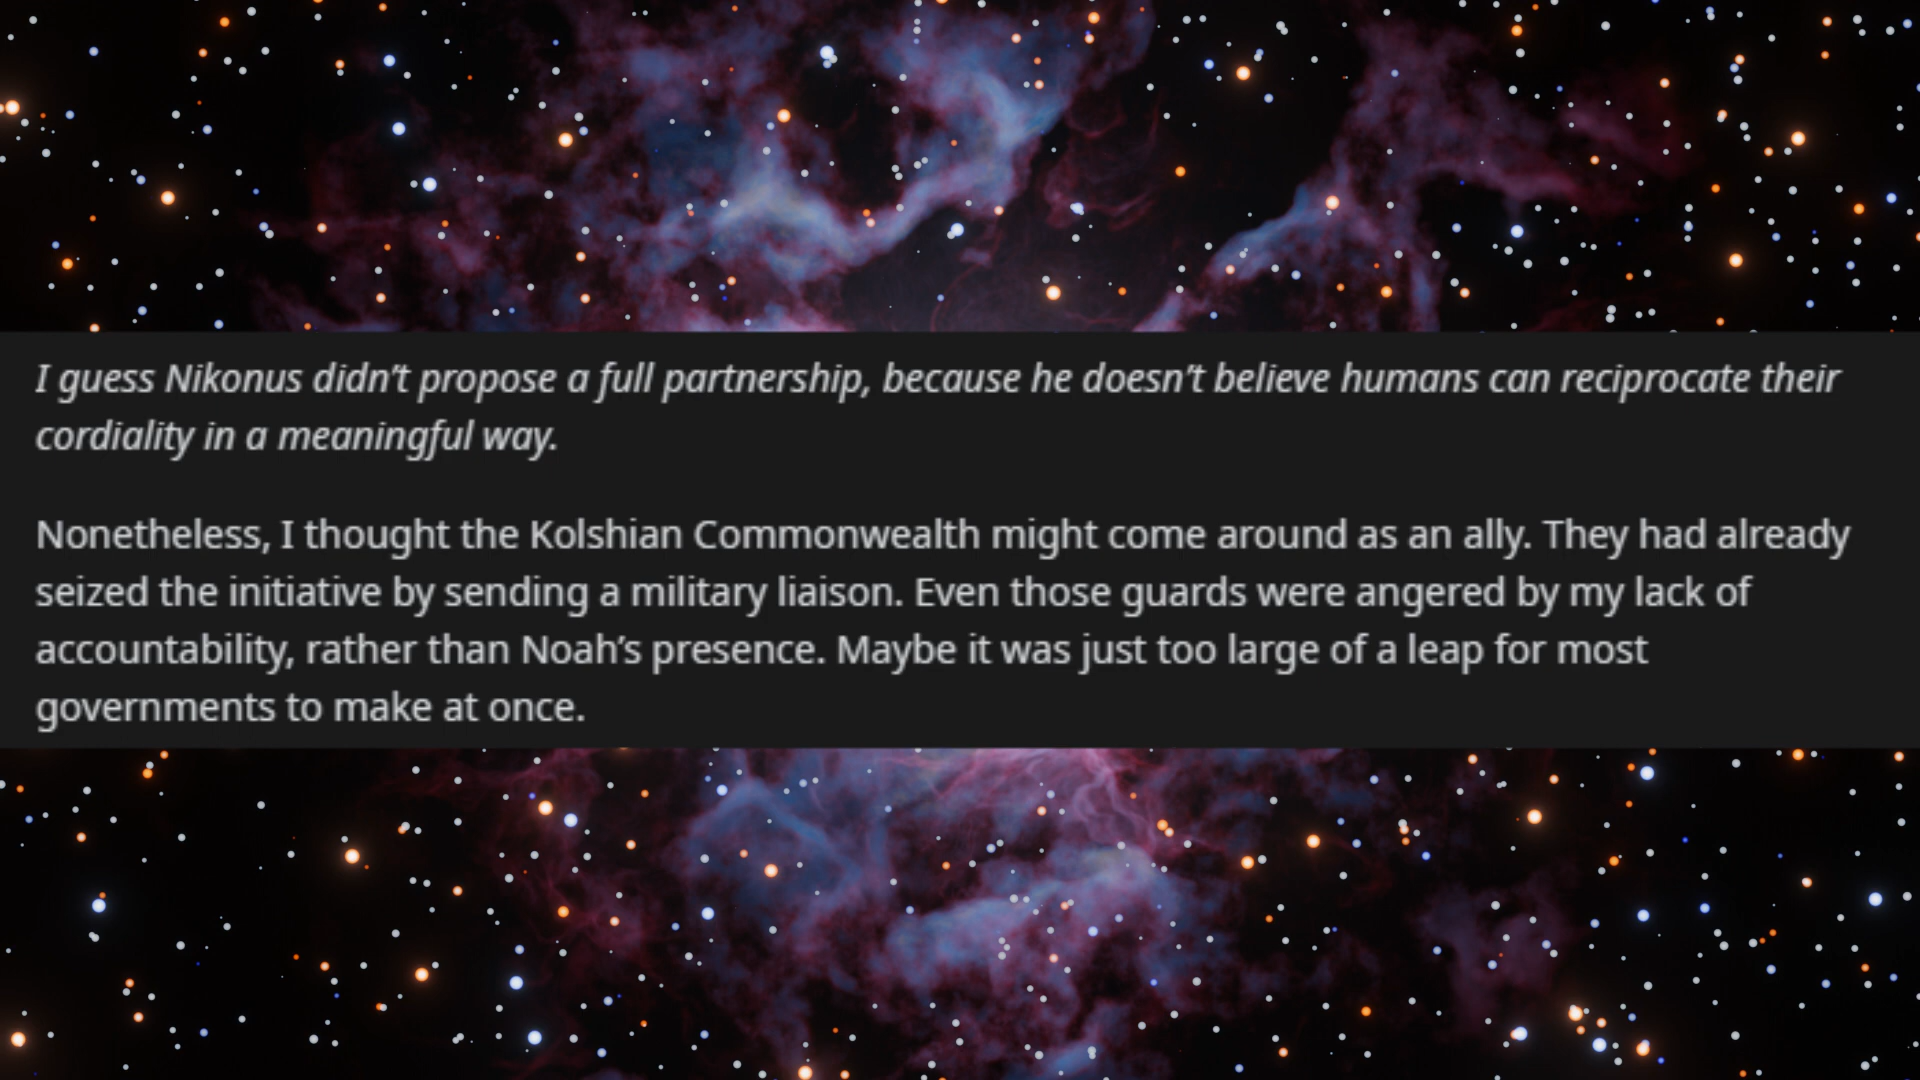 I guess Nikonus didn’t propose a full partnership, because he doesn’t believe humans can reciprocate their
cordiality in a meaningful way.
Nonetheless, I thought the Kolshian Commonwealth might come around as an ally. They had already
seized the initiative by sending a military liaison. Even those guards were angered by my lack of
accountability, rather than Noah’s presence. Maybe it was just too large of a leap for most
governments to make at once.